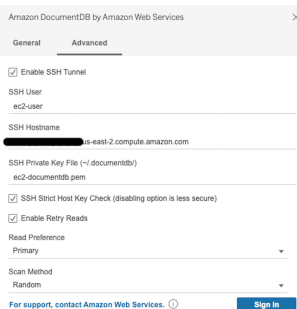 Amazon DocumentDB by Amazon Web Services
General Advanced
Enable SSH Tunnel
SSH User
ec2-user
SSH Hostname
us-east-2.compute.amazon.com
SSH Private Key File (~/.documentdb/)
ec2-documentdb.pem
SSH Strict Host Key Check (disabling option is less secure)
Enable Retry Reads
Read Preference
Primary
Scan Method
Random
For support, contact Amazon Web Services. Sign In